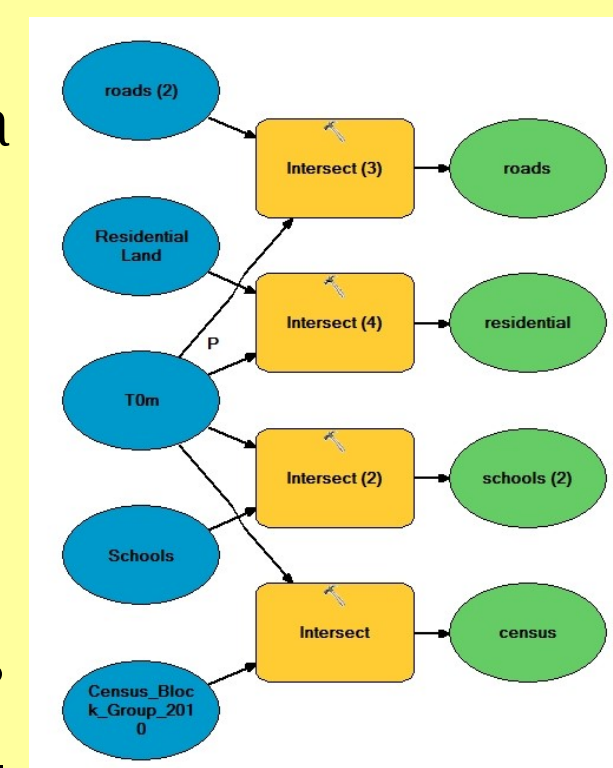 a
roads (2)
Intersect (3)
roads
Residential
Land
Intersect (4)
residential
P
T0m
Intersect (2)
schools (2)
Schools
Intersect
census
Census_Bloc
k_Group_201
0